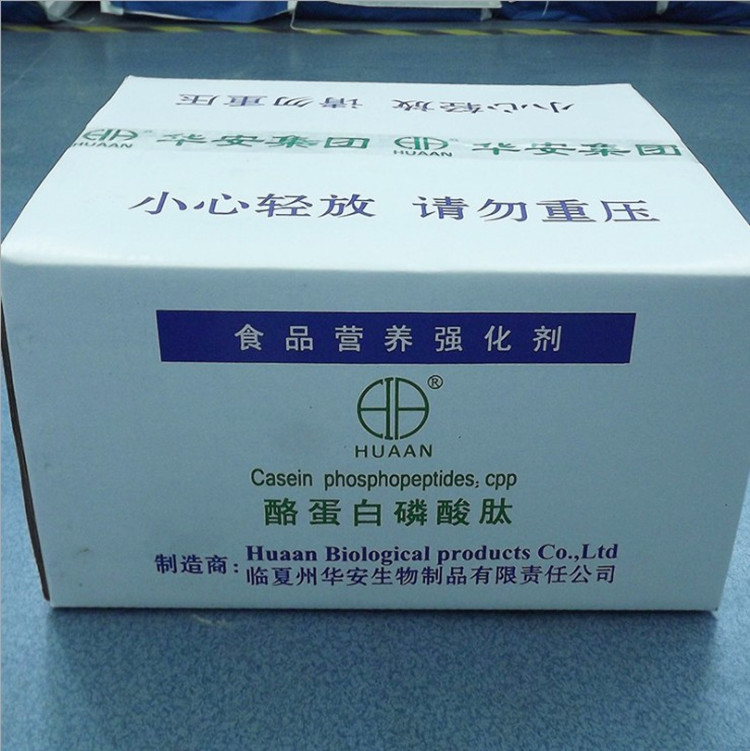 小心轻放 请勿重压
HUAAN ® 华安集团 HUAAN ® 华安集团
小心轻放 请勿重压
食品营养强化剂
®
HUAAN
Casein phosphopeptides; cpp
酪蛋白磷酸肽
制造商: Huaan Biological products Co.,Ltd
临夏州华安生物制品有限责任公司